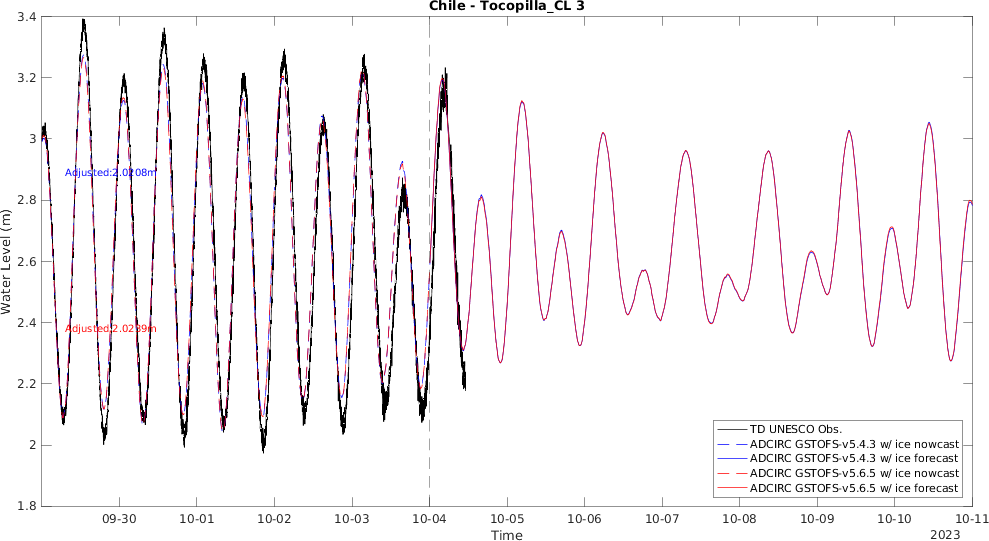 Chile - Tocopilla_CL 3
3.4
3.2
3
2.8
2.6
2.4
2.2
2
1.8
Water Level (m)
Adjusted:2.0208m
Adjusted:2.0289m
TD UNESCO Obs.
ADCIRC GSTOFS-v5.4.3 w/ ice nowcast
ADCIRC GSTOFS-v5.4.3 w/ ice forecast
ADCIRC GSTOFS-v5.6.5 w/ ice nowcast
ADCIRC GSTOFS-v5.6.5 w/ ice forecast
09-30 10-01 10-02 10-03 10-04 10-05 10-06 10-07 10-08 10-09 10-10 10-11
Time
2023